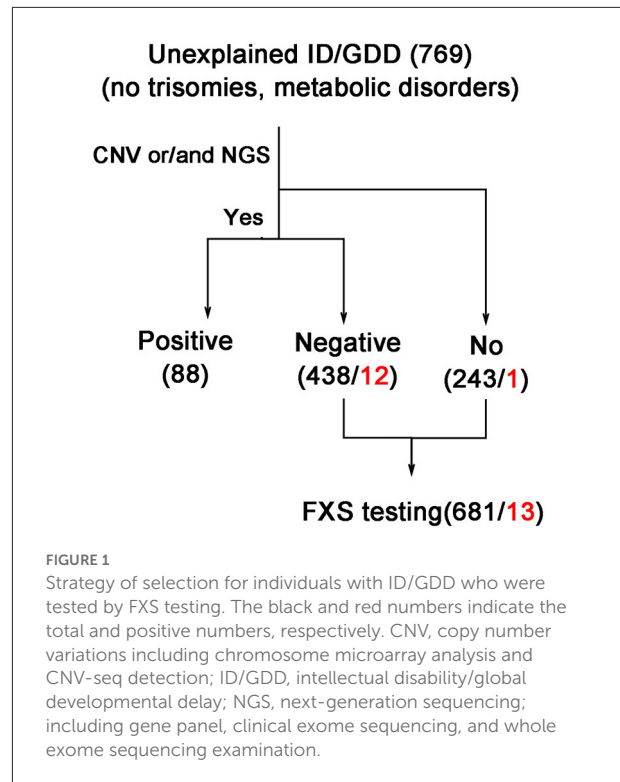 Unexplained ID/GDD (769)
(no trisomies, metabolic disorders)
CNV or/and NGS
Yes
Positive
(88)
Negative
(438/12)
No
(243/1)
FXS testing(681/13)
FIGURE 1
Strategy of selection for individuals with ID/GDD who were
tested by FXS testing. The black and red numbers indicate the
total and positive numbers, respectively. CNV, copy number
variations including chromosome microarray analysis and
CNV-seq detection; ID/GDD, intellectual disability/global
developmental delay; NGS, next-generation sequencing;
including gene panel, clinical exome sequencing, and whole
exome sequencing examination.